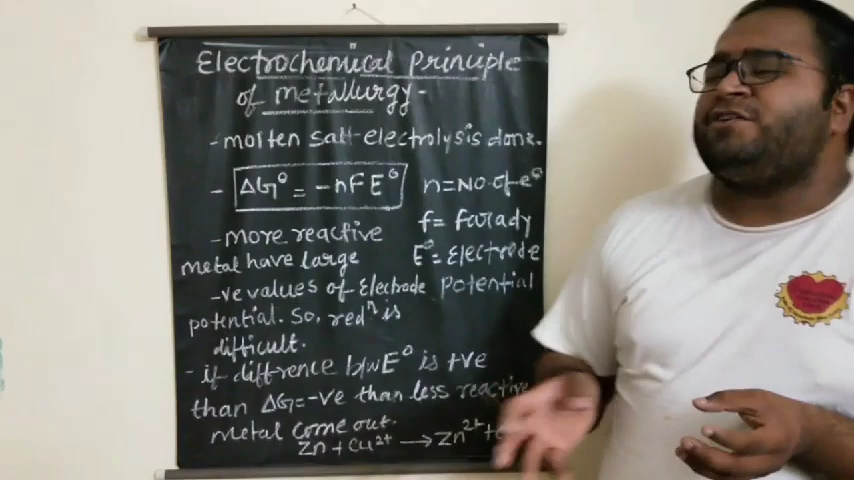 Electrochemical Principle
of metallurgy-
- molten salt-electrolysis done.
- ΔG° = -nFE° n = No. of e⊖
f = farady
- more reactive
E° = Electrode
metal have large
Potential
-ve values of Electrode
potential. So, redⁿ is
difficult.
- if difference b/w E° is +ve
than ΔG=-ve than less reactive
Metal come out.
Zn + Cu²⁺ → Zn²⁺ +